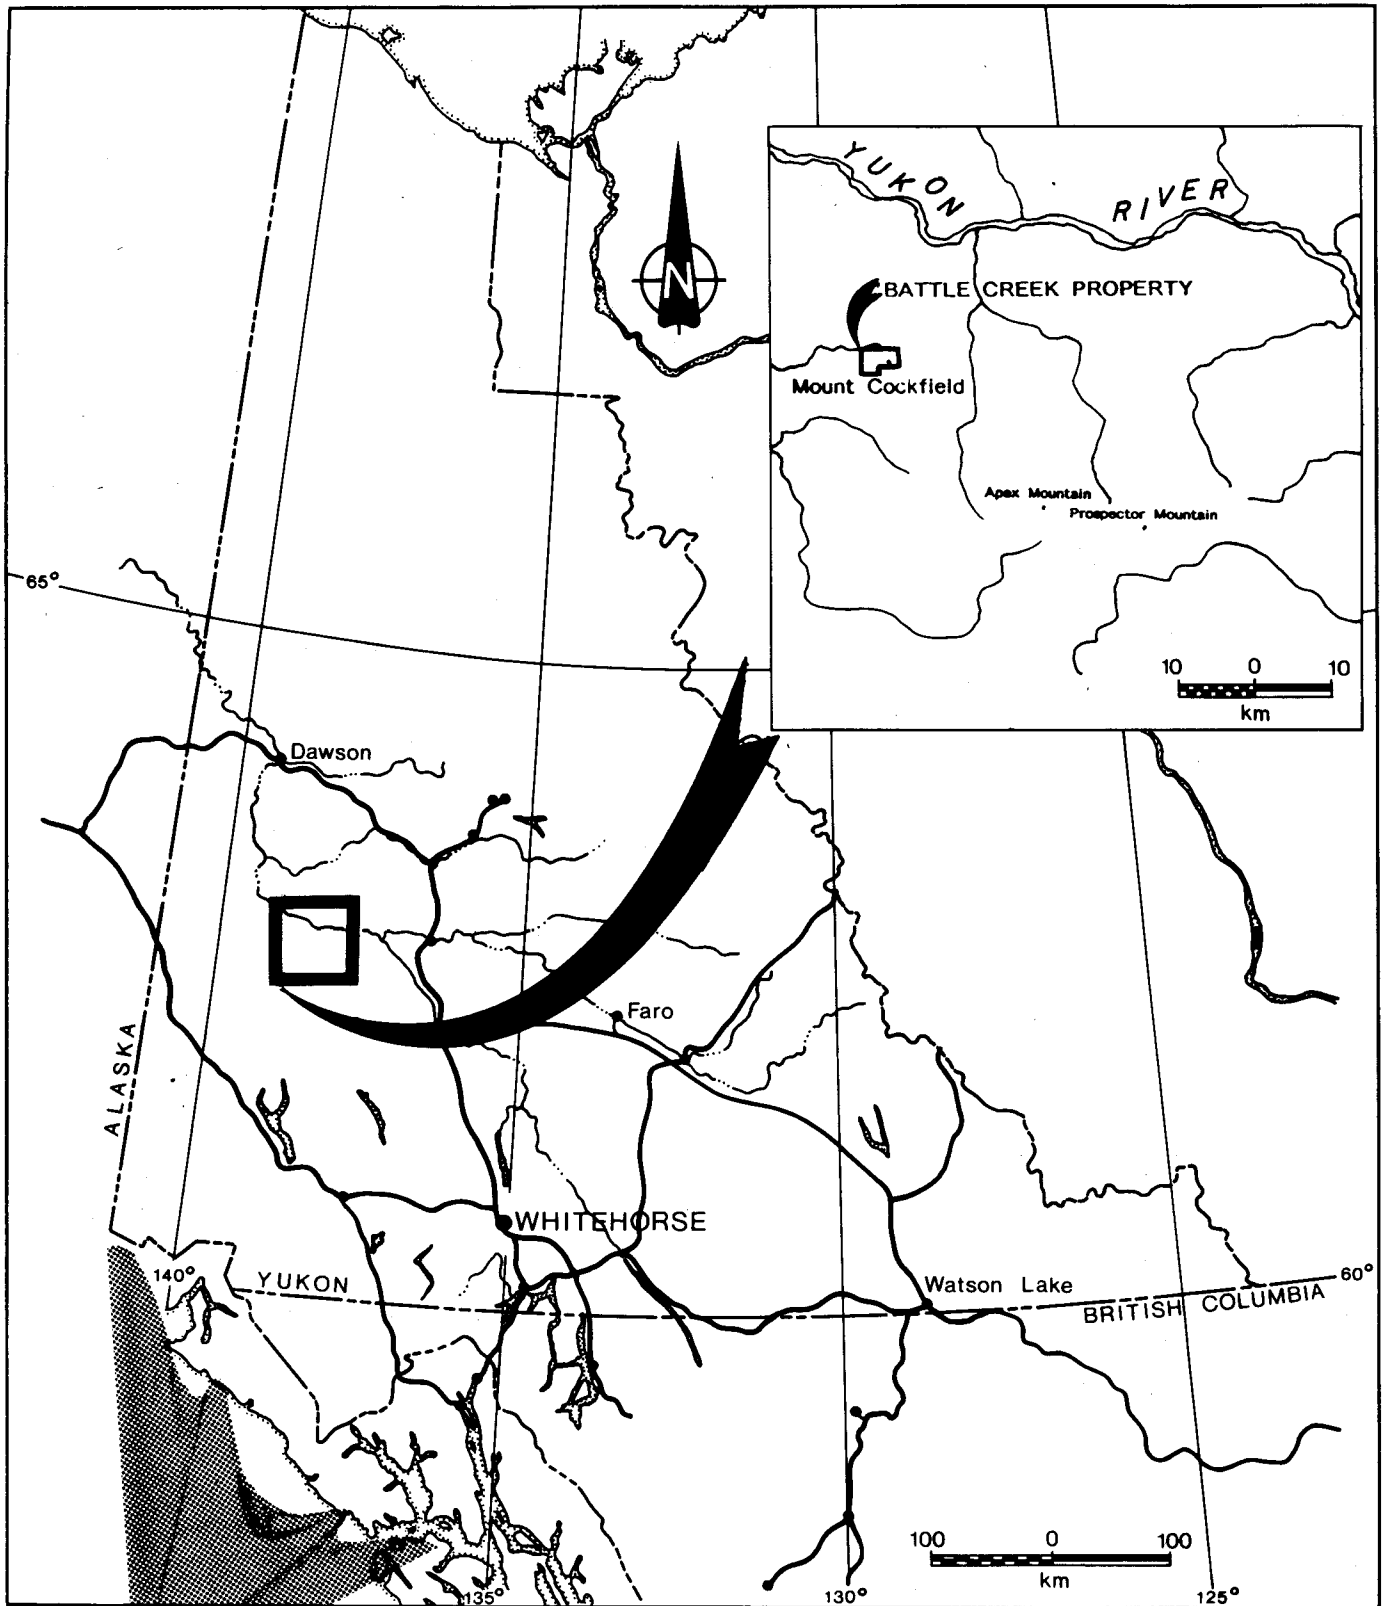 YUKON
RIVER
N
BATTLE CREEK PROPERTY
Mount Cockfield
Apex Mountain
Prospector Mountain
65°
10 0 10
km
Dawson
Faro
ALASKA
WHITEHORSE
140°
YUKON
Watson Lake
60°
BRITISH COLUMBIA
100 0 100
km
135°
130°
125°